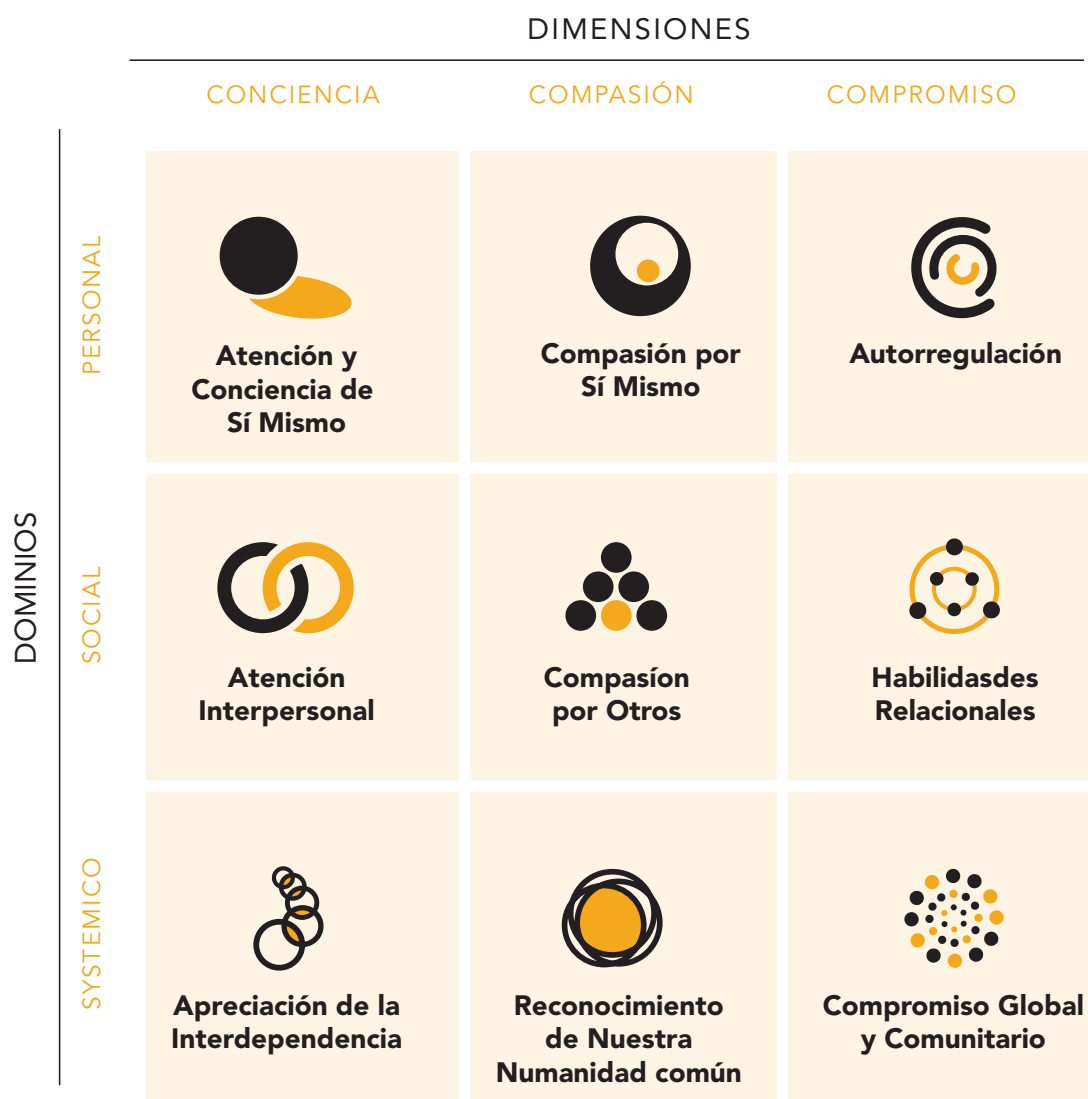 DIMENSIONES
CONCIENCIA
COMPASIÓN
COMPROMISO
DOMINIOS
PERSONAL
Atención y
Conciencia de
Sí Mismo
Compasión por
Sí Mismo
Autorregulación
SOCIAL
Atención
Interpersonal
Compasíon
por Otros
Habilidasdes
Relacionales
SYSTEMICO
Apreciación de la
Interdependencia
Reconocimiento
de Nuestra
Numanidad común
Compromiso Global
y Comunitario